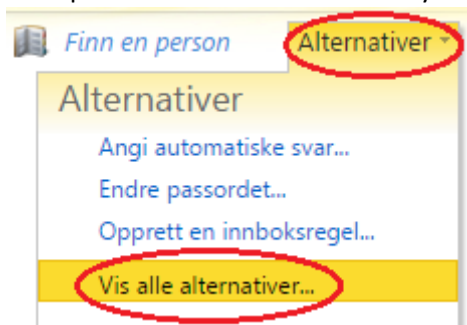 Finn en person Alternativer
Alternativer
Angi automatiske svar...
Endre passordet...
Opprett en innboksregel...
Vis alle alternativer...